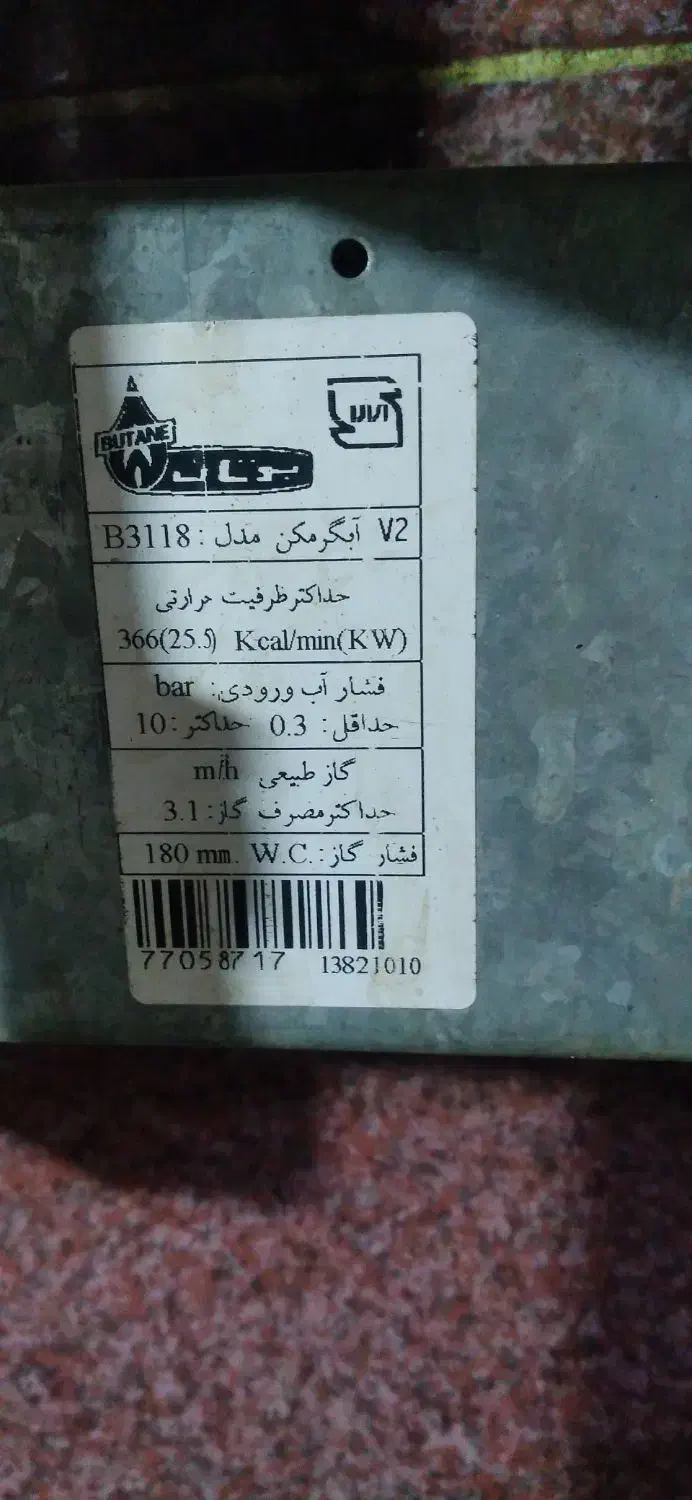 BUTANE
بوتان
آبگرمکن مدل : B3118 V2
حداکثر ظرفیت حرارتی
366(25.5) Kcal/min(KW)
فشار آب ورودی: bar
حداقل: 0.3 حداکثر: 10
گاز طبیعی m³/h
حداکثر مصرف گاز: 3.1
فشار گاز: 180 mm. W.C.
77058717 13821010